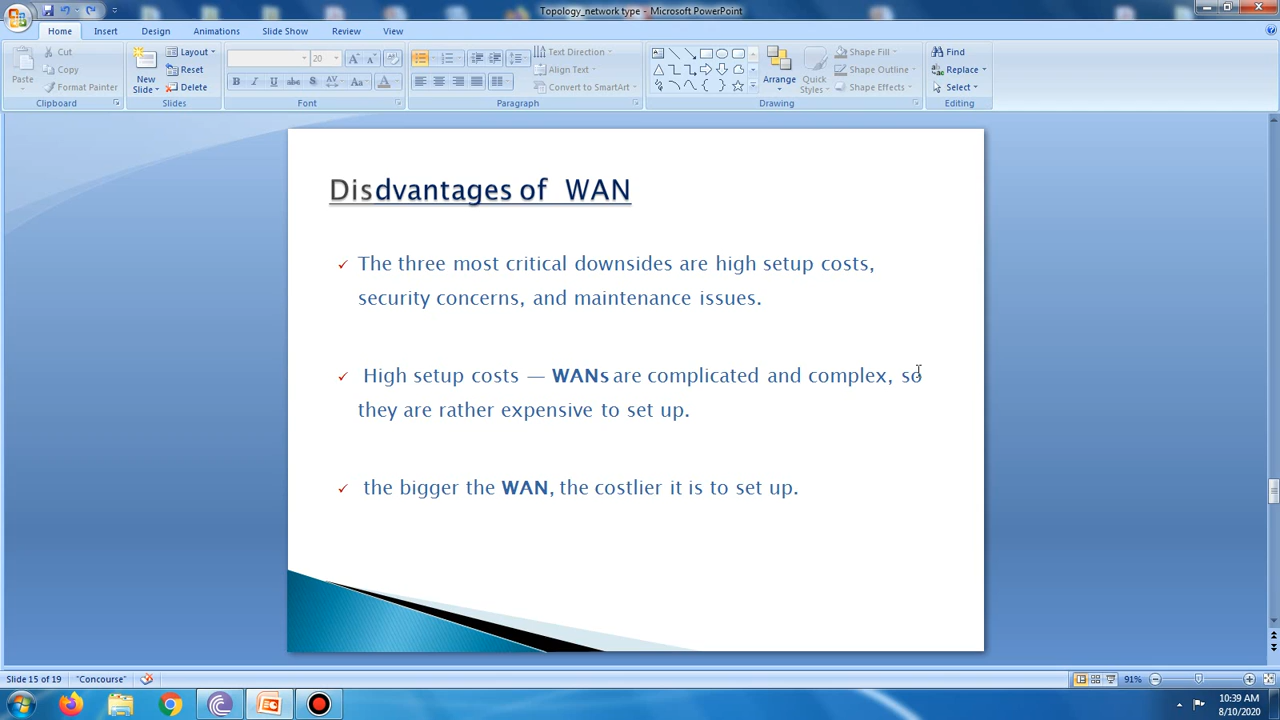 Topology_network type - Microsoft PowerPoint
Home Insert Design Animations Slide Show Review View
Paste Cut Copy Format Painter Clipboard
New Slide Layout Reset Delete Slides
20 B I U abc S AV Aa A Font
Text Direction Align Text Convert to SmartArt Paragraph
Arrange Quick Styles Shape Fill Shape Outline Shape Effects Drawing
Find Replace Select Editing
Disdvantages of WAN
The three most critical downsides are high setup costs,
security concerns, and maintenance issues.
High setup costs — WANs are complicated and complex, so
they are rather expensive to set up.
the bigger the WAN, the costlier it is to set up.
Slide 15 of 19 "Concourse" 91%
10:39 AM
8/10/2020